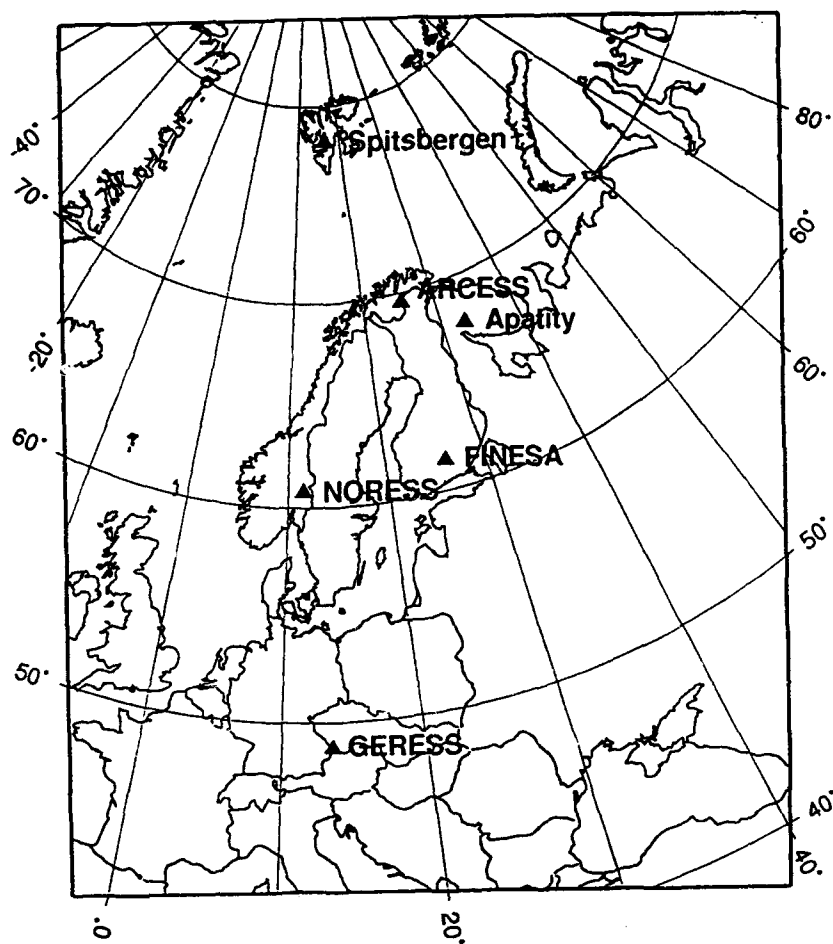 80°
-40°
Spitsbergen
-70°
60°
ARCESS
Apatity
-20°
60°
60°
FINESA
NORESS
50°
50°
GERESS
40°
40°
.0
20°